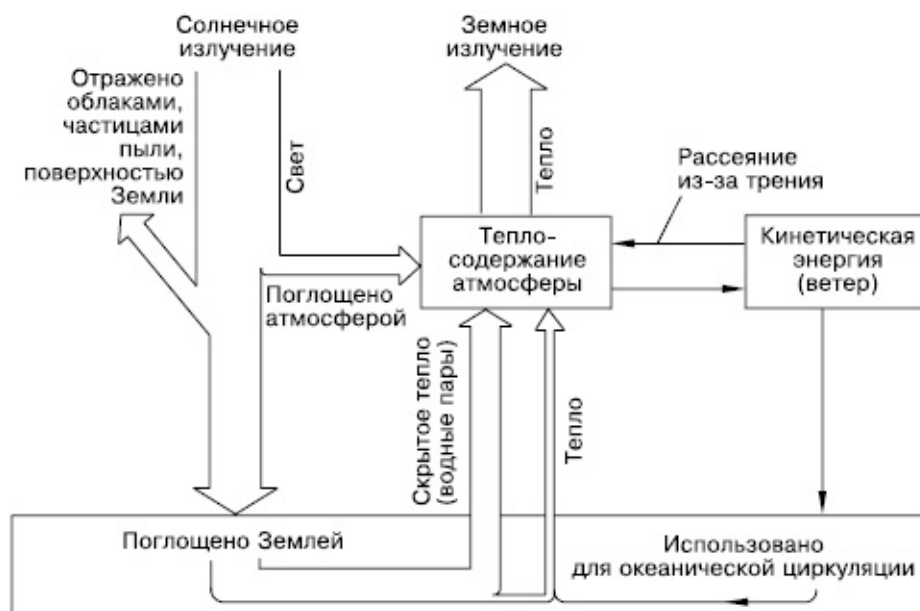 Солнечное
излучение
Земное
излучение
Отражено
облаками,
частицами
пыли,
поверхностью
Земли
Свет
Тепло
Рассеяние
из-за трения
Тепло-
содержание
атмосферы
Кинетическая
энергия
(ветер)
Поглощено
атмосферой
Скрытое тепло
(водные пары)
Тепло
Поглощено Землей
Использовано
для океанической циркуляции